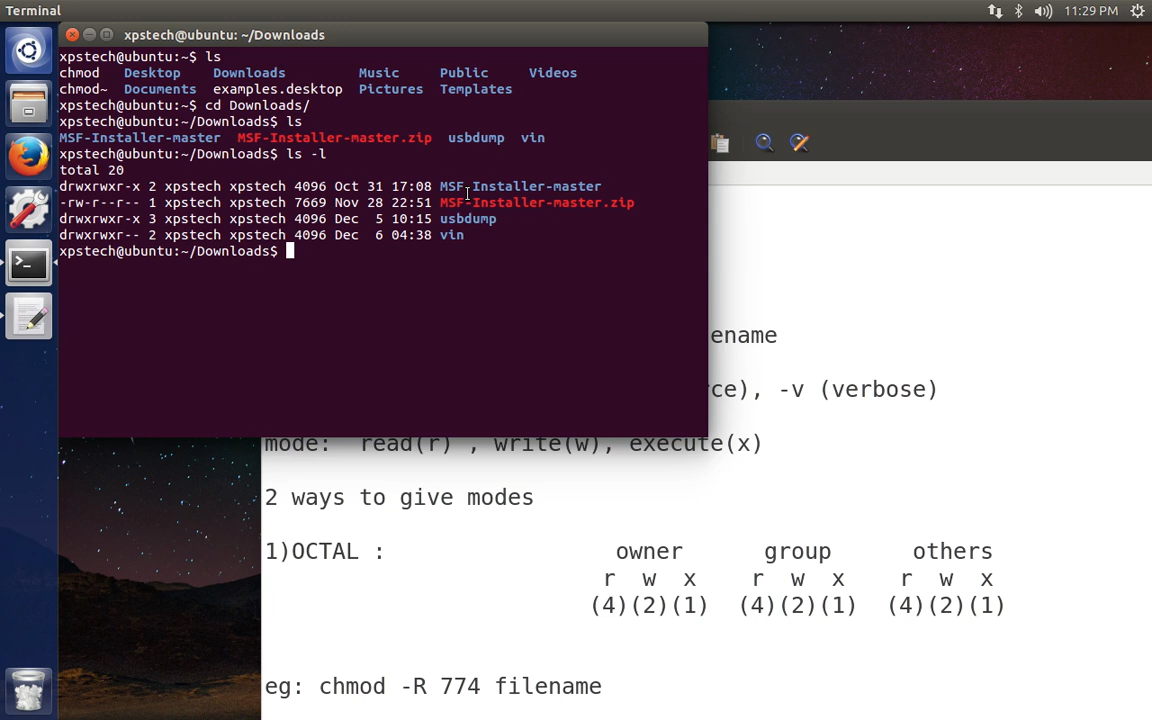 Terminal
11:29 PM
xpstech@ubuntu: ~/Downloads
xpstech@ubuntu:~$ ls
chmod Desktop Downloads Music Public Videos
chmod~ Documents examples.desktop Pictures Templates
xpstech@ubuntu:~$ cd Downloads/
xpstech@ubuntu:~/Downloads$ ls
MSF-Installer-master MSF-Installer-master.zip usbdump vin
xpstech@ubuntu:~/Downloads$ ls -l
total 20
drwxrwxr-x 2 xpstech xpstech 4096 Oct 31 17:08 MSF-Installer-master
-rw-r--r-- 1 xpstech xpstech 7669 Nov 28 22:51 MSF-Installer-master.zip
drwxrwxr-x 3 xpstech xpstech 4096 Dec 5 10:15 usbdump
drwxrwxr-- 2 xpstech xpstech 4096 Dec 6 04:38 vin
xpstech@ubuntu:~/Downloads$
ename
ce), -v (verbose)
mode: read(r) , write(w), execute(x)
2 ways to give modes
1)OCTAL : owner group others
r w x r w x r w x
(4)(2)(1) (4)(2)(1) (4)(2)(1)
eg: chmod -R 774 filename